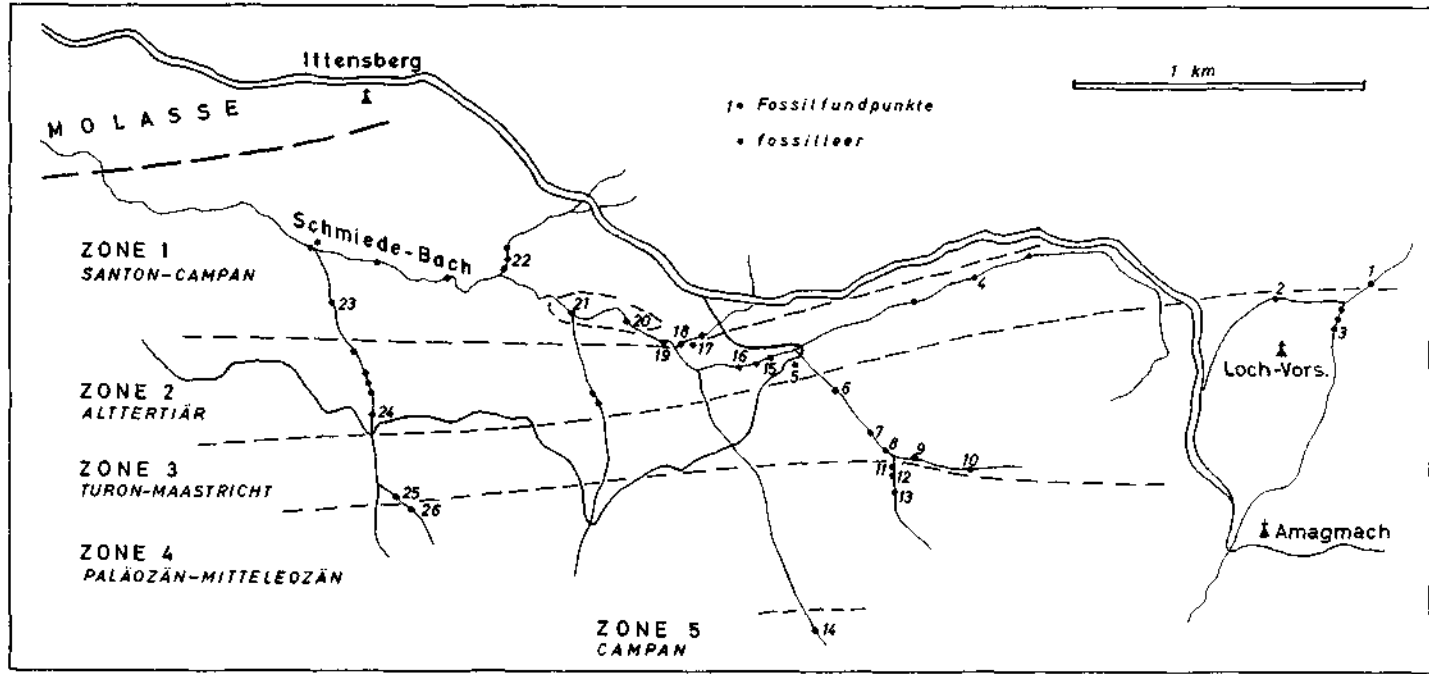 Ittensberg
1 km
MOLASSE
1 • Fossilfundpunkte
• fossilleer
Schmiede-Bach
ZONE 1
SANTON-CAMPAN
22
23
21
20
19
18
17
16
15
5
4
1
2
3
Loch-Vors.
6
ZONE 2
ALTTERTIÄR
24
7
8
9
10
11
12
13
ZONE 3
TURON-MAASTRICHT
25
26
Amagmach
ZONE 4
PALÄOZÄN-MITTELEOZÄN
ZONE 5
CAMPAN
14